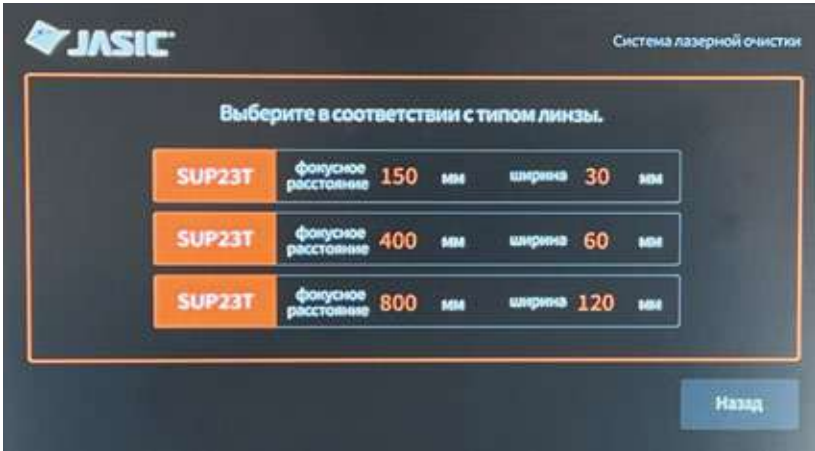 JASIC
Система лазерной очистки
Выберите в соответствии с типом линзы.
SUP23T фокусное расстояние 150 мм ширина 30 мм
SUP23T фокусное расстояние 400 мм ширина 60 мм
SUP23T фокусное расстояние 800 мм ширина 120 мм
Назад